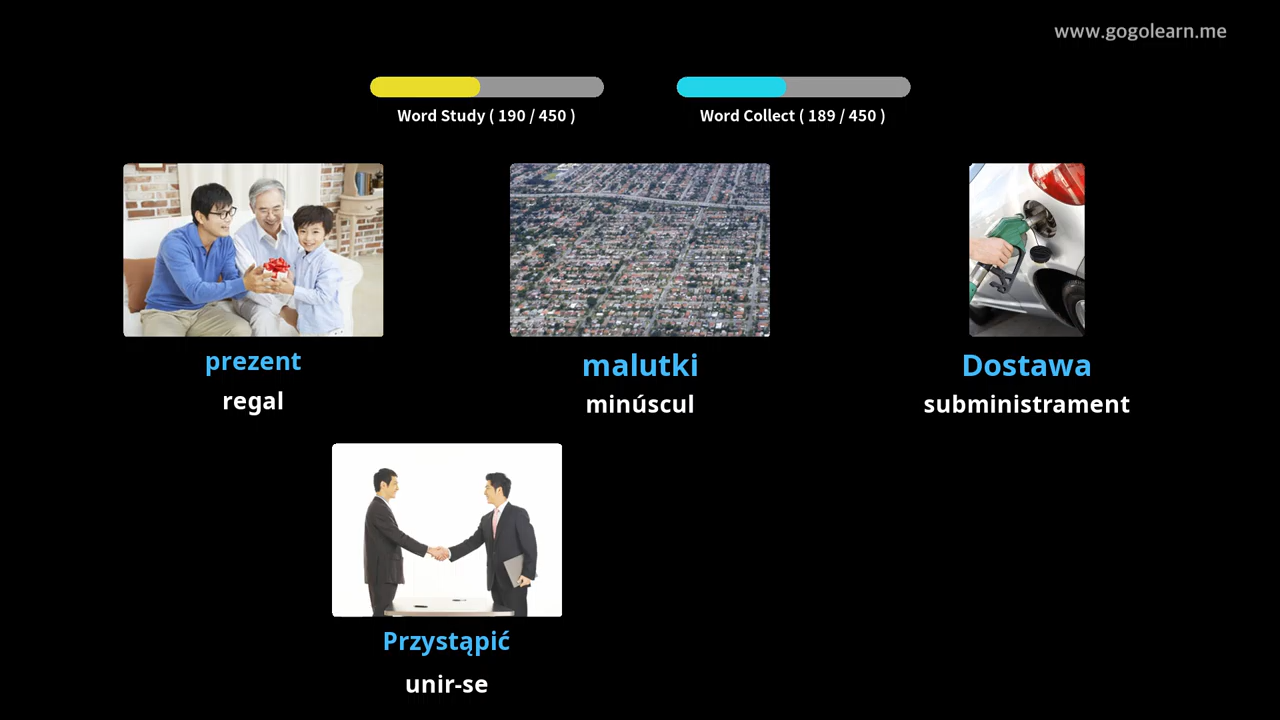 www.gogolearn.me
Word Study ( 190 / 450 )
Word Collect ( 189 / 450 )
prezent
regal
malutki
minúscul
Dostawa
subministrament
Przystąpić
unir-se